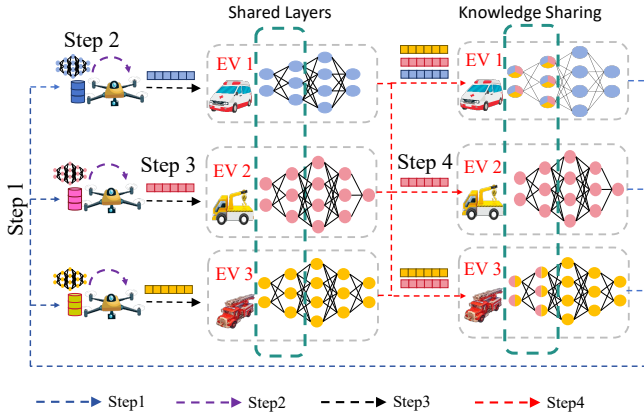 Shared Layers
Knowledge Sharing
Step 2
EV 1
EV 1
Step 1
Step 3
EV 2
Step 4
EV 2
EV 3
EV 3
Step1
Step2
Step3
Step4